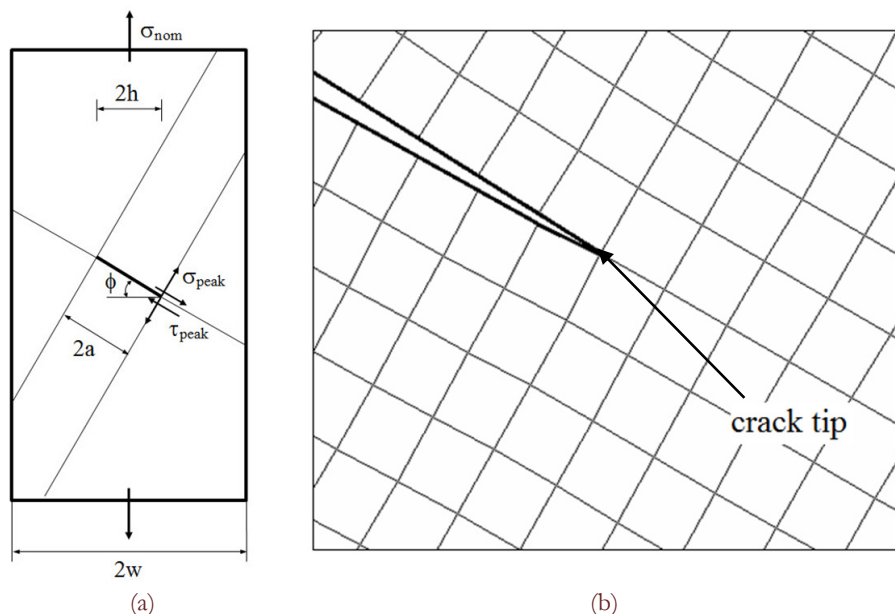 σnom
2h
ϕ
σpeak
τpeak
2a
2w
crack tip
(a)
(b)